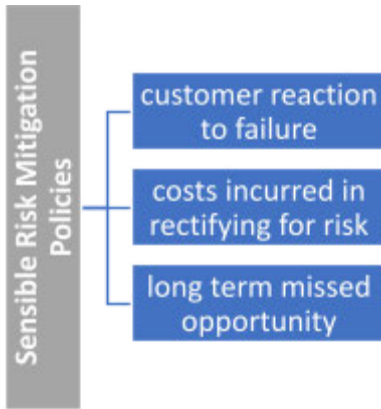 Sensible Risk Mitigation
Policies
customer reaction
to failure
costs incurred in
rectifying for risk
long term missed
opportunity